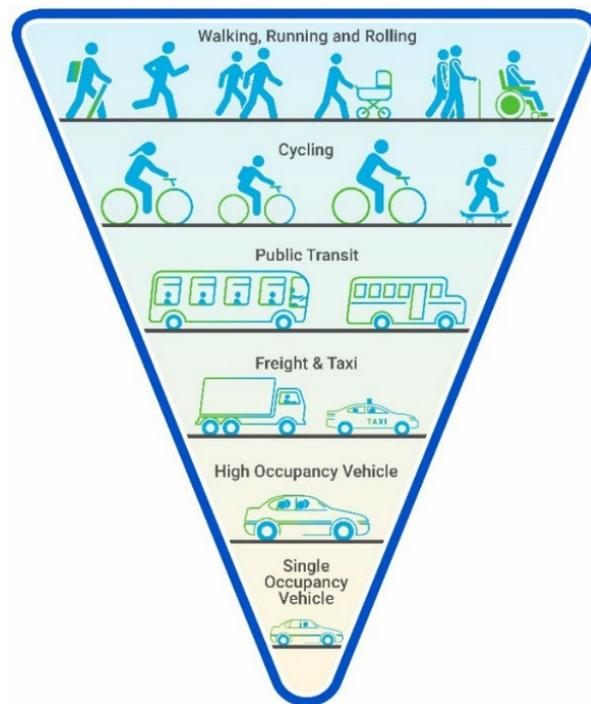 Walking, Running and Rolling
Cycling
Public Transit
Freight & Taxi
TAXI
High Occupancy Vehicle
Single
Occupancy
Vehicle